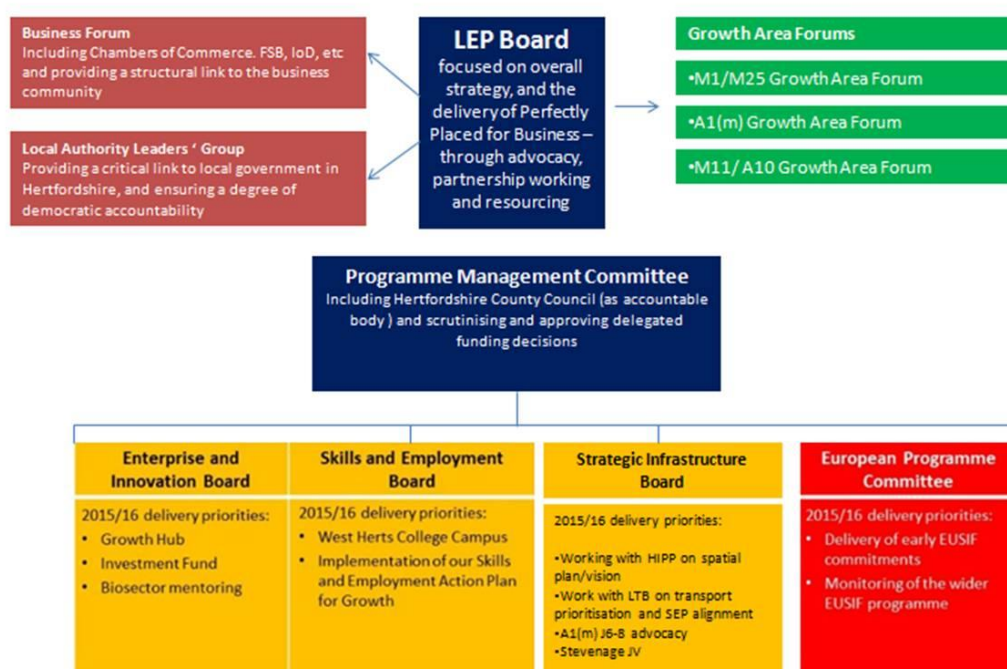 Business Forum
Including Chambers of Commerce. FSB, IoD, etc
and providing a structural link to the business
community
Local Authority Leaders ‘ Group
Providing a critical link to local government in
Hertfordshire, and ensuring a degree of
democratic accountability
LEP Board
focused on overall
strategy, and the
delivery of Perfectly
Placed for Business –
through advocacy,
partnership working
and resourcing
Growth Area Forums
•M1/M25 Growth Area Forum
•A1(m) Growth Area Forum
•M11/ A10 Growth Area Forum
Programme Management Committee
Including Hertfordshire County Council (as accountable
body ) and scrutinising and approving delegated
funding decisions
Enterprise and
Innovation Board
2015/16 delivery priorities:
• Growth Hub
• Investment Fund
• Biosector mentoring
Skills and Employment
Board
2015/16 delivery priorities:
• West Herts College Campus
• Implementation of our Skills
and Employment Action Plan
for Growth
Strategic Infrastructure
Board
2015/16 delivery priorities:
•Working with HIPP on spatial
plan/vision
•Work with LTB on transport
prioritisation and SEP alignment
•A1(m) J6-8 advocacy
•Stevenage JV
European Programme
Committee
2015/16 delivery priorities:
• Delivery of early EUSIF
commitments
• Monitoring of the wider
EUSIF programme